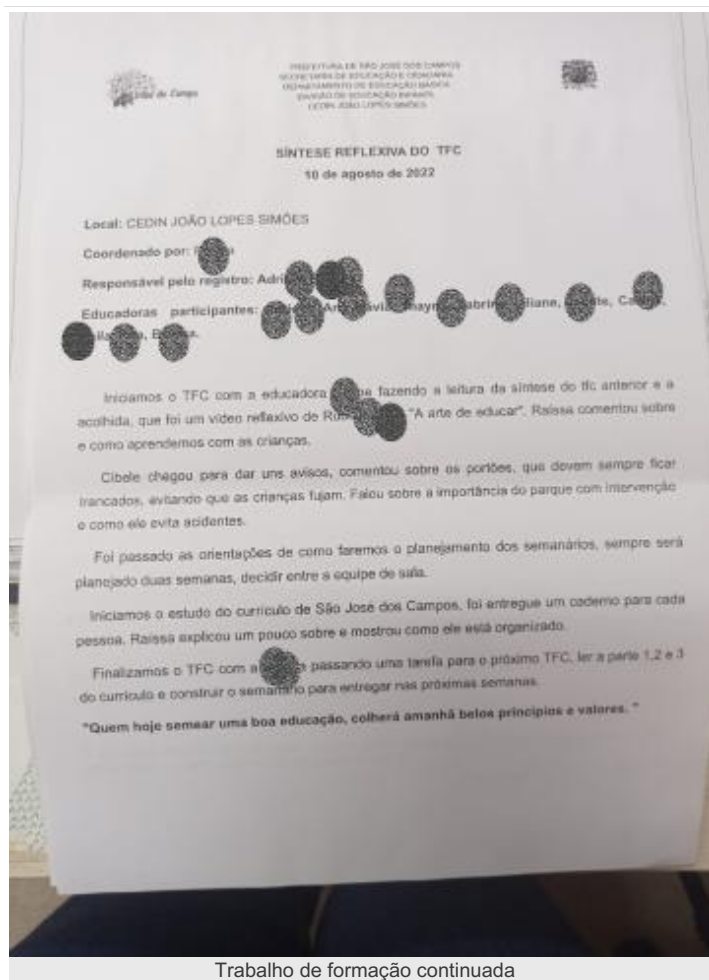 PREFEITURA DE SÃO JOSÉ DOS CAMPOS
SECRETARIA DE EDUCAÇÃO E CIDADANIA
DEPARTAMENTO DE EDUCAÇÃO BÁSICA
DIVISÃO DE EDUCAÇÃO INFANTIL
CEDIN JOÃO LOPES SIMÕES
SÍNTESE REFLEXIVA DO TFC
10 de agosto de 2022
Local: CEDIN JOÃO LOPES SIMÕES
Coordenado por:
Responsável pelo registro:
Educadoras participantes:
Iniciamos o TFC com a educadora fazendo a leitura da síntese do tfc anterior e a
acolhida, que foi um vídeo reflexivo de "A arte de educar". Raissa comentou sobre
e como aprendemos com as crianças.
Cibele chegou para dar uns avisos, comentou sobre os portões, que devem sempre ficar
trancados, evitando que as crianças fujam. Falou sobre a importância do parque com intervenção
e como ele evita acidentes.
Foi passado as orientações de como faremos o planejamento dos semanários, sempre será
planejado duas semanas, decidir entre a equipe de sala.
Iniciamos o estudo do currículo de São José dos Campos, foi entregue um caderno para cada
pessoa. Raissa explicou um pouco sobre e mostrou como ele está organizado.
Finalizamos o TFC com a passando uma tarefa para o próximo TFC, ler a parte 1,2 e 3
do currículo e construir o semanário para entregar nas próximas semanas.
"Quem hoje semear uma boa educação, colherá amanhã belos princípios e valores. "
Trabalho de formação continuada